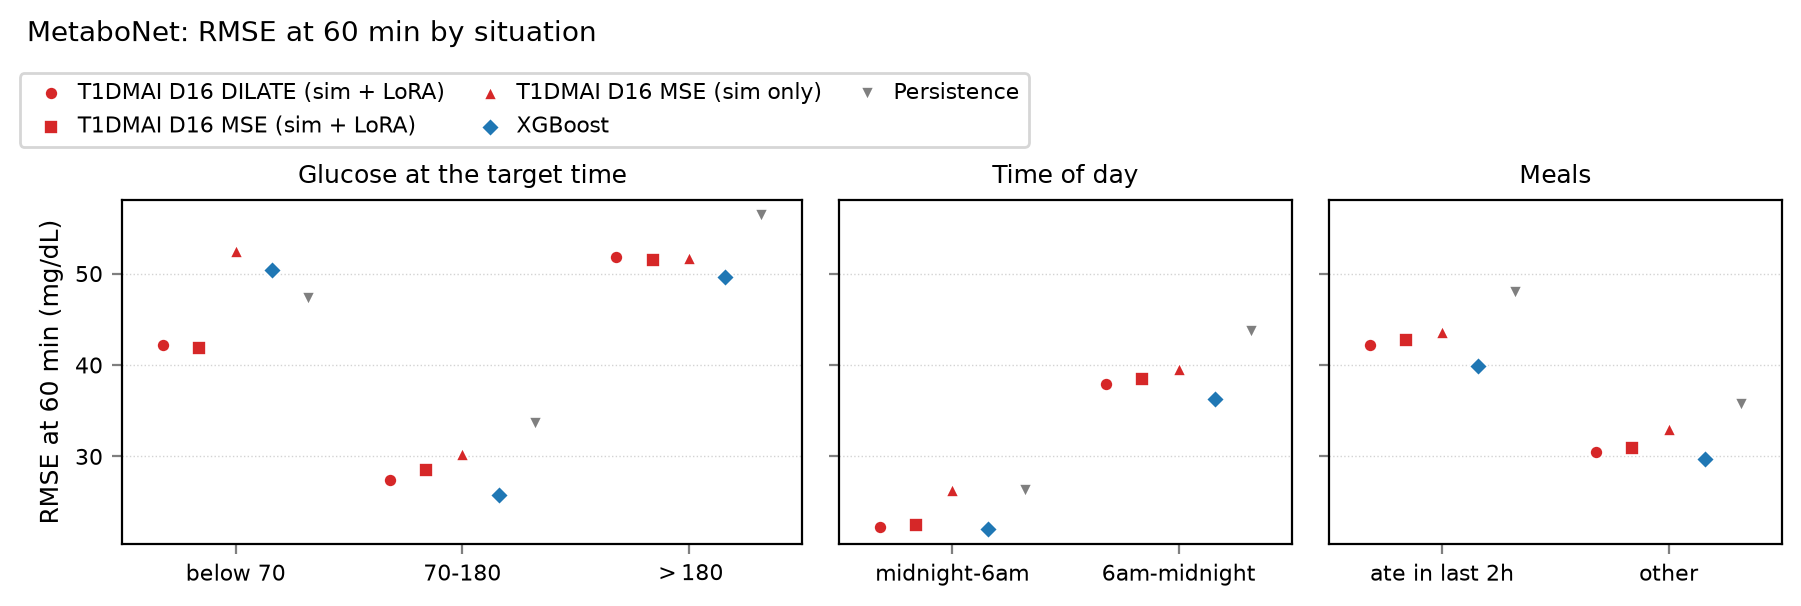 MetaboNet: RMSE at 60 min by situation
T1DMAI D16 DILATE (sim + LoRA)
T1DMAI D16 MSE (sim + LoRA)
T1DMAI D16 MSE (sim only)
XGBoost
Persistence
Glucose at the target time
Time of day
Meals
RMSE at 60 min (mg/dL)
50
40
30
below 70
70-180
> 180
midnight-6am
6am-midnight
ate in last 2h
other